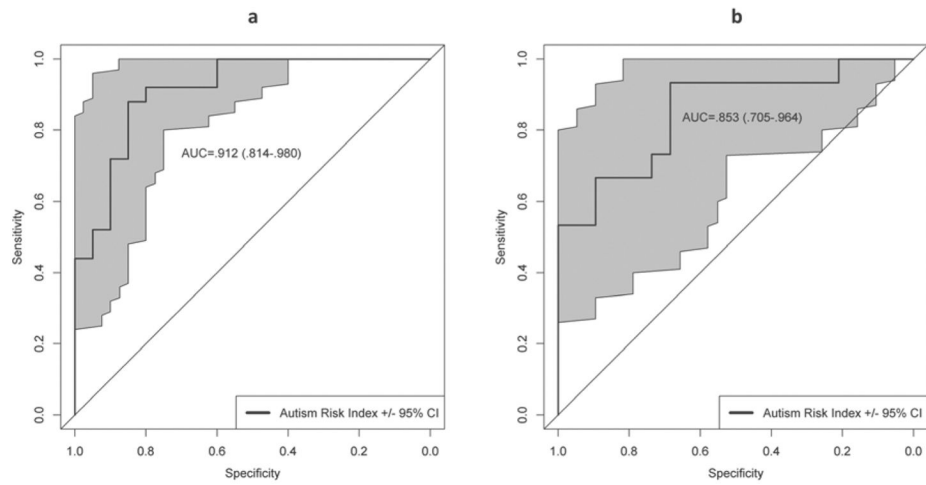 a
1.0
0.8
0.6
0.4
0.2
0.0
Sensitivity
AUC=.912 (.814-.980)
Autism Risk Index +/- 95% CI
1.0 0.8 0.6 0.4 0.2 0.0
Specificity
b
1.0
0.8
0.6
0.4
0.2
0.0
Sensitivity
AUC=.853 (.705-.964)
Autism Risk Index +/- 95% CI
1.0 0.8 0.6 0.4 0.2 0.0
Specificity